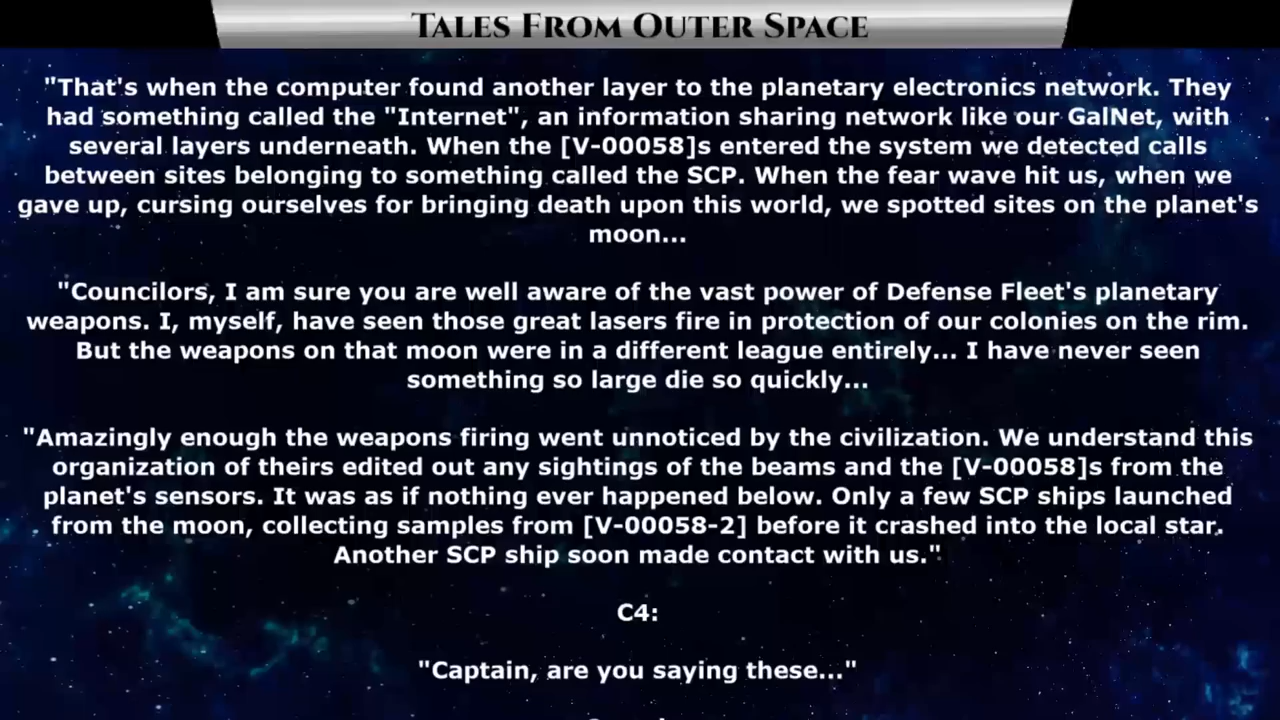 Tales From Outer Space
"That's when the computer found another layer to the planetary electronics network. They
had something called the "Internet", an information sharing network like our GalNet, with
several layers underneath. When the [V-00058]s entered the system we detected calls
between sites belonging to something called the SCP. When the fear wave hit us, when we
gave up, cursing ourselves for bringing death upon this world, we spotted sites on the planet's
moon...
"Councilors, I am sure you are well aware of the vast power of Defense Fleet's planetary
weapons. I, myself, have seen those great lasers fire in protection of our colonies on the rim.
But the weapons on that moon were in a different league entirely... I have never seen
something so large die so quickly...
"Amazingly enough the weapons firing went unnoticed by the civilization. We understand this
organization of theirs edited out any sightings of the beams and the [V-00058]s from the
planet's sensors. It was as if nothing ever happened below. Only a few SCP ships launched
from the moon, collecting samples from [V-00058-2] before it crashed into the local star.
Another SCP ship soon made contact with us."
C4:
"Captain, are you saying these..."